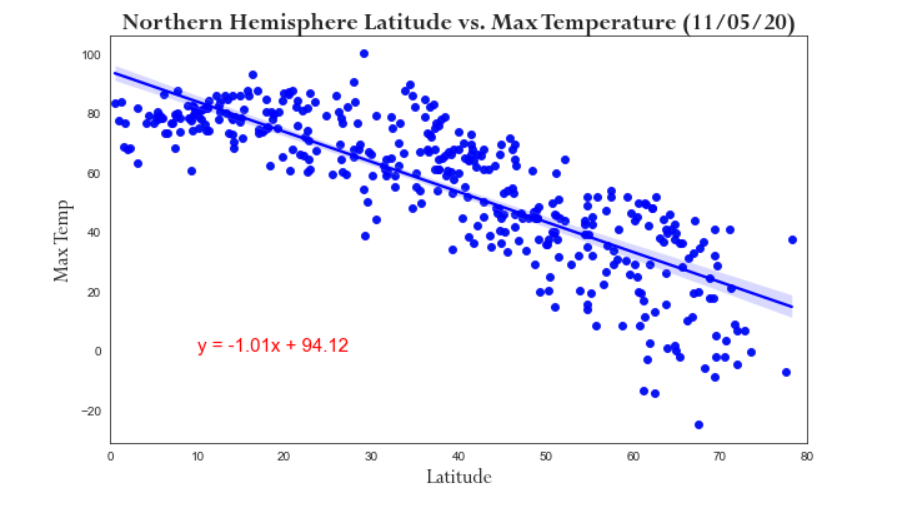 Northern Hemisphere Latitude vs. Max Temperature (11/05/20)
100
80
60
40
20
0
−20
Max Temp
y = -1.01x + 94.12
0 10 20 30 40 50 60 70 80
Latitude